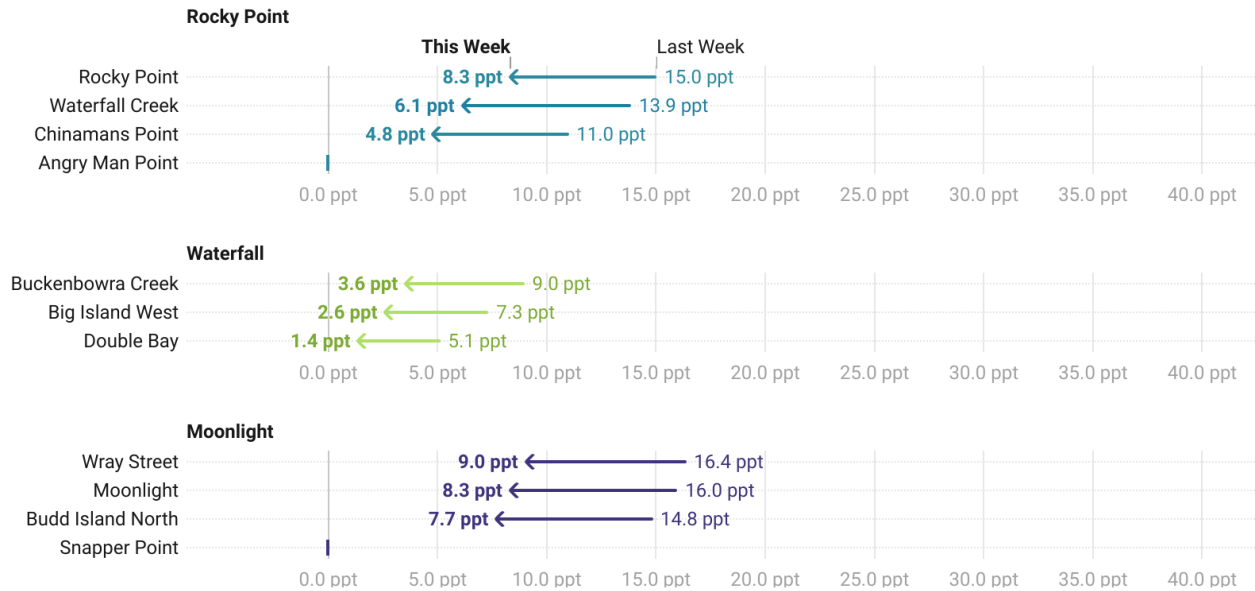 Rocky Point
This Week Last Week
Rocky Point 8.3 ppt 15.0 ppt
Waterfall Creek 6.1 ppt 13.9 ppt
Chinamans Point 4.8 ppt 11.0 ppt
Angry Man Point
0.0 ppt 5.0 ppt 10.0 ppt 15.0 ppt 20.0 ppt 25.0 ppt 30.0 ppt 35.0 ppt 40.0 ppt
Waterfall
Buckenbowra Creek 3.6 ppt 9.0 ppt
Big Island West 2.6 ppt 7.3 ppt
Double Bay 1.4 ppt 5.1 ppt
0.0 ppt 5.0 ppt 10.0 ppt 15.0 ppt 20.0 ppt 25.0 ppt 30.0 ppt 35.0 ppt 40.0 ppt
Moonlight
Wray Street 9.0 ppt 16.4 ppt
Moonlight 8.3 ppt 16.0 ppt
Budd Island North 7.7 ppt 14.8 ppt
Snapper Point
0.0 ppt 5.0 ppt 10.0 ppt 15.0 ppt 20.0 ppt 25.0 ppt 30.0 ppt 35.0 ppt 40.0 ppt